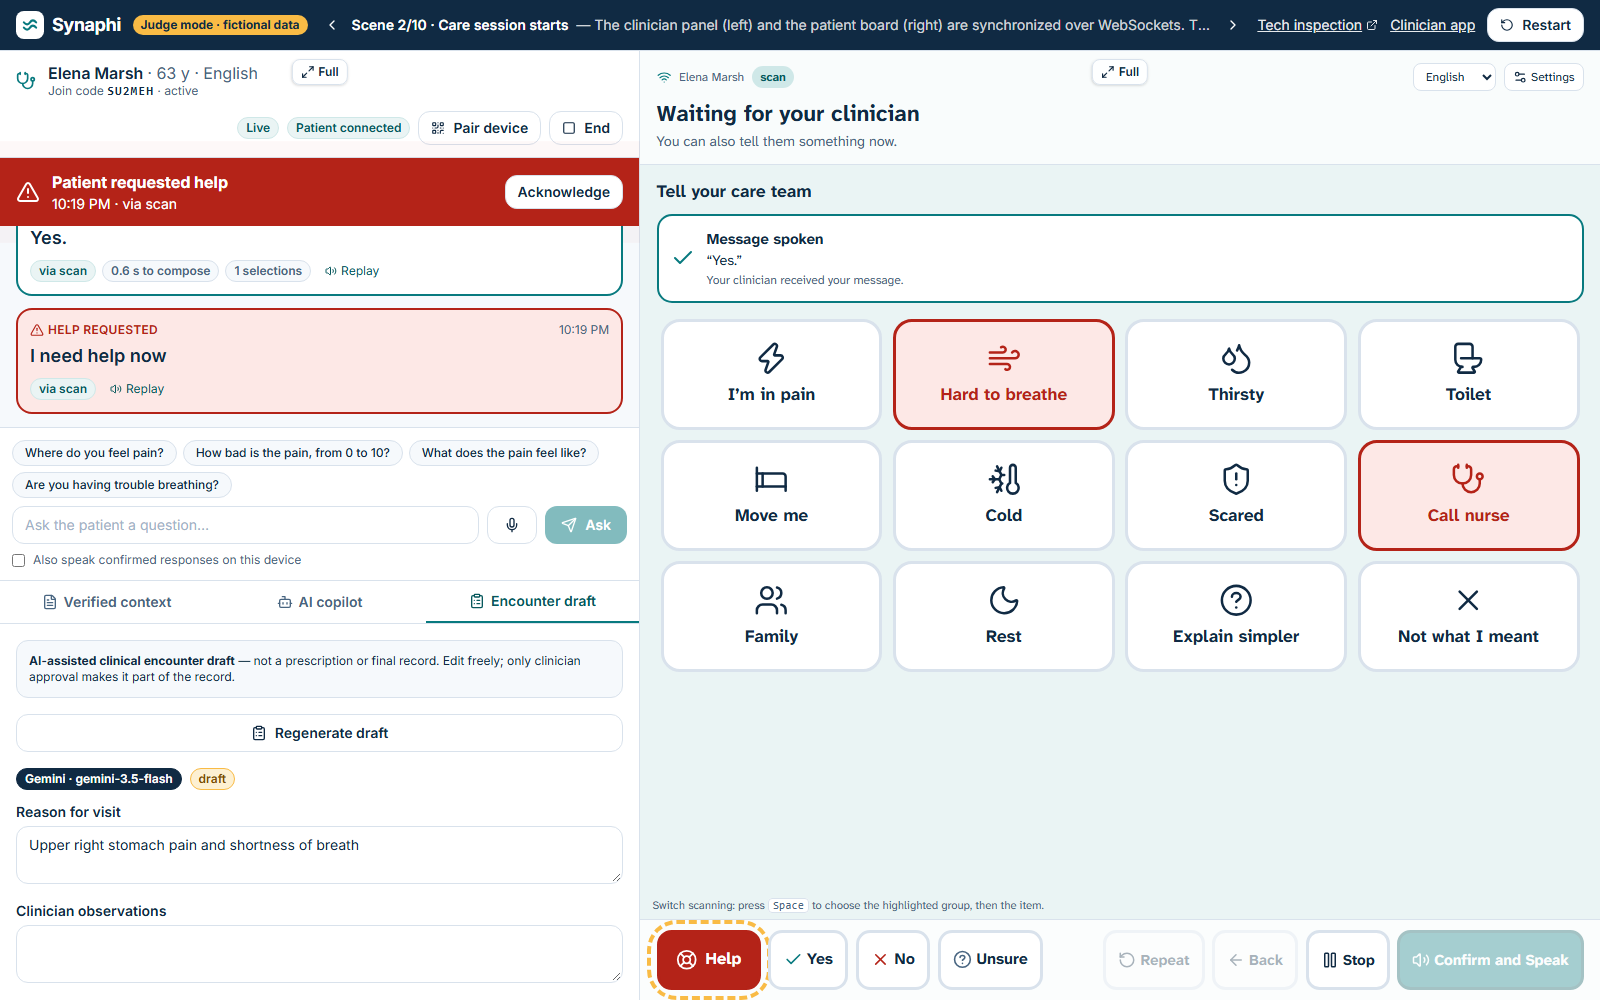 Synaphi
Judge mode · fictional data
Scene 2/10 · Care session starts — The clinician panel (left) and the patient board (right) are synchronized over WebSockets. T...
Tech inspection
Clinician app
Restart
Elena Marsh · 63 y · English
Join code SU2MEH · active
Full
Live
Patient connected
Pair device
End
Patient requested help
10:19 PM · via scan
Acknowledge
Yes.
via scan
0.6 s to compose
1 selections
Replay
HELP REQUESTED
10:19 PM
I need help now
via scan
Replay
Where do you feel pain?
How bad is the pain, from 0 to 10?
What does the pain feel like?
Are you having trouble breathing?
Ask the patient a question...
Ask
Also speak confirmed responses on this device
Verified context
AI copilot
Encounter draft
AI-assisted clinical encounter draft — not a prescription or final record. Edit freely; only clinician
approval makes it part of the record.
Regenerate draft
Gemini · gemini-3.5-flash
draft
Reason for visit
Upper right stomach pain and shortness of breath
Clinician observations
Elena Marsh
scan
Full
English
Settings
Waiting for your clinician
You can also tell them something now.
Tell your care team
Message spoken
“Yes.”
Your clinician received your message.
I’m in pain
Hard to breathe
Thirsty
Toilet
Move me
Cold
Scared
Call nurse
Family
Rest
Explain simpler
Not what I meant
Switch scanning: press Space to choose the highlighted group, then the item.
Help
Yes
No
Unsure
Repeat
Back
Stop
Confirm and Speak